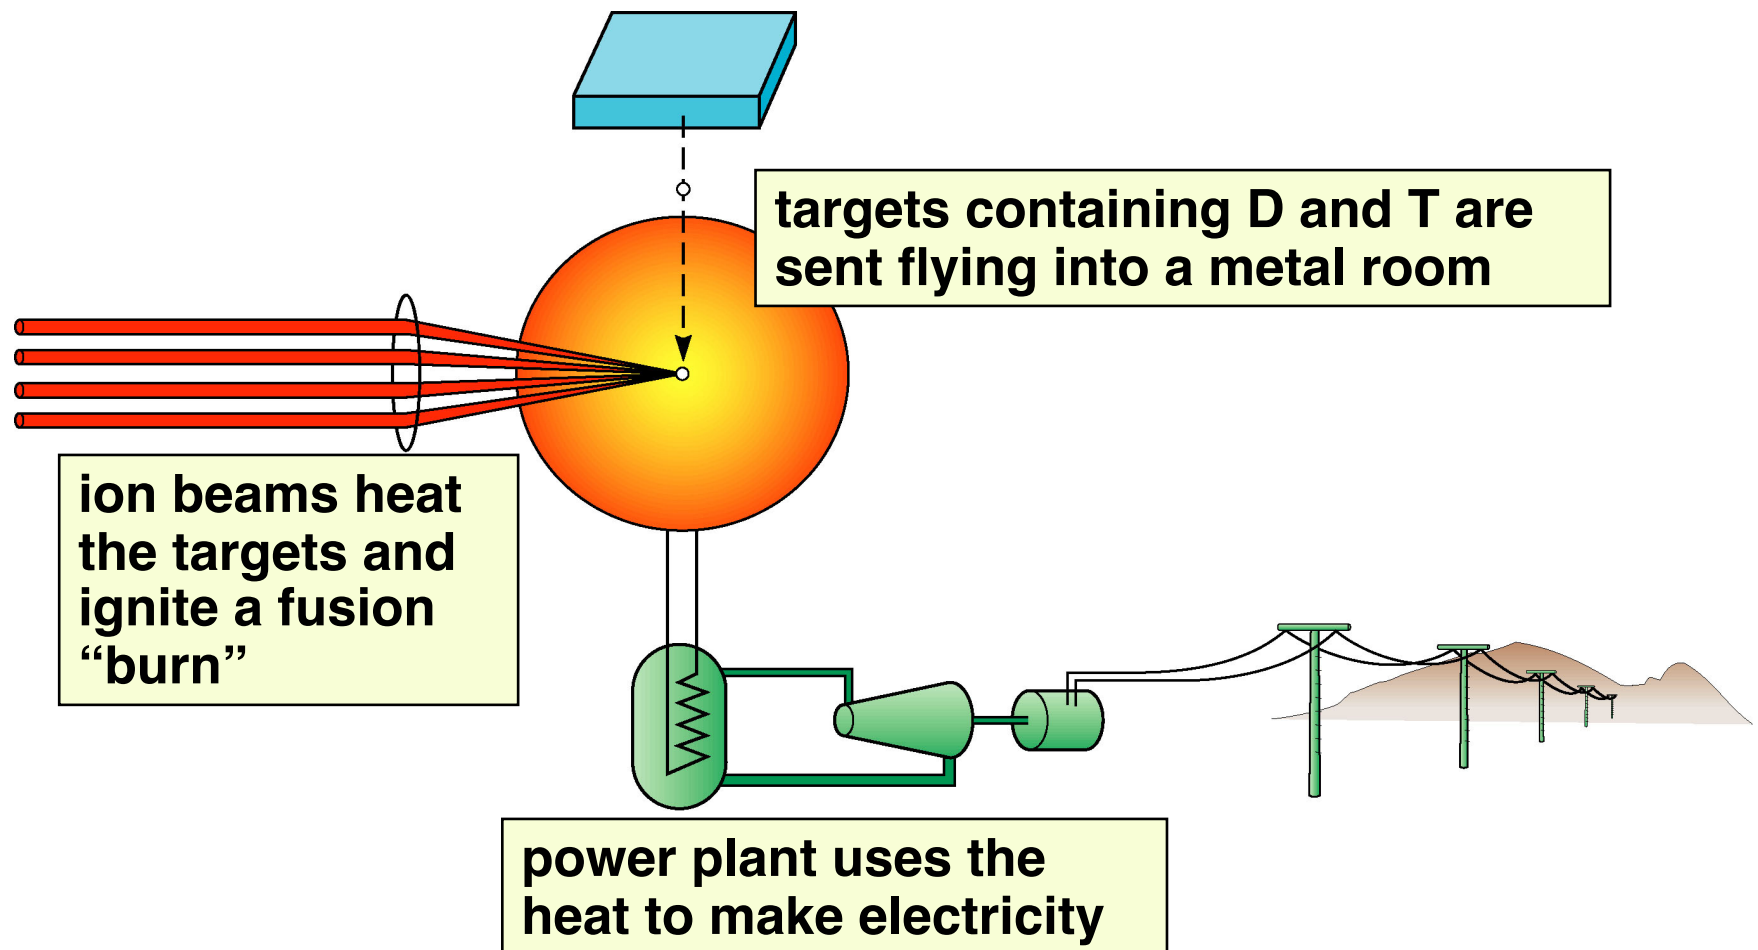 targets containing D and T are
sent flying into a metal room
ion beams heat
the targets and
ignite a fusion
“burn”
power plant uses the
heat to make electricity